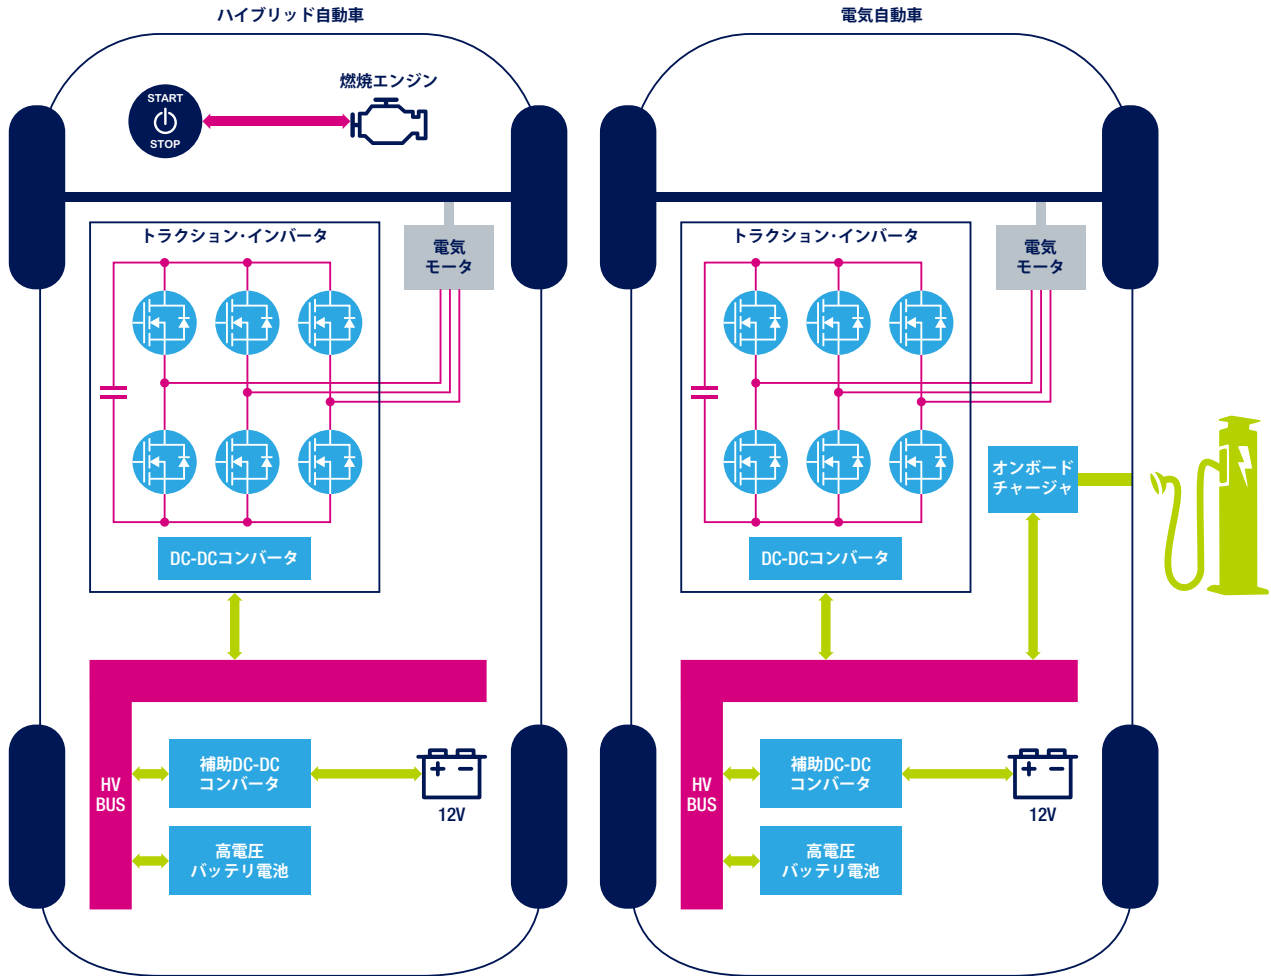 ハイブリッド自動車
START
STOP
燃焼エンジン
トラクション・インバータ
電気
モータ
DC-DCコンバータ
HV
BUS
補助DC-DC
コンバータ
12V
高電圧
バッテリ電池
電気自動車
トラクション・インバータ
電気
モータ
オンボード
チャージャ
DC-DCコンバータ
HV
BUS
補助DC-DC
コンバータ
12V
高電圧
バッテリ電池